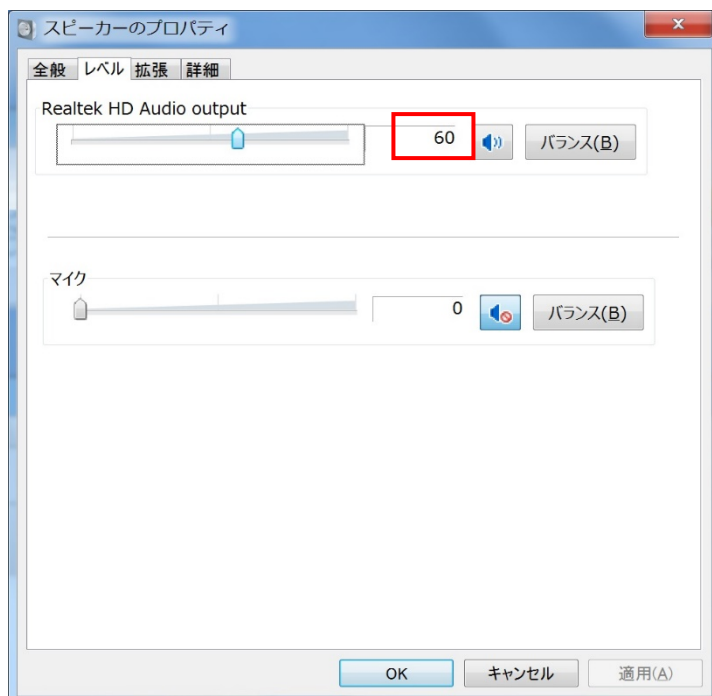 スピーカーのプロパティ
全般 レベル 拡張 詳細
Realtek HD Audio output
60 バランス(B)
マイク
0 バランス(B)
OK キャンセル 適用(A)